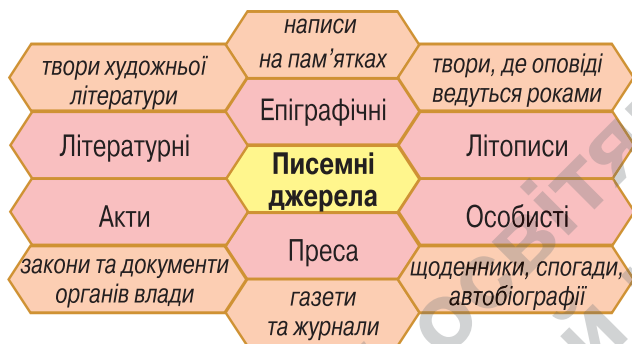 написи
на пам’ятках
твори художньої
літератури
твори, де оповіді
ведуться роками
Епіграфічні
Літературні
Літописи
Писемні
джерела
Акти
Особисті
Преса
закони та документи
органів влади
щоденники, спогади,
автобіографії
газети
та журнали